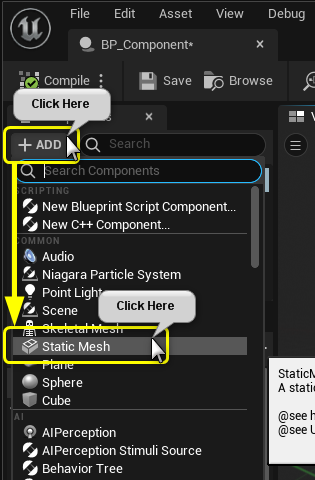 File Edit Asset View Debug
BP_Component*
Compile Save Browse
Click Here
+ ADD Search
Search Components
SCRIPTING
New Blueprint Script Component...
New C++ Component...
COMMON
Audio
Niagara Particle System
Point Light
Click Here
Scene
Skeletal Mesh
Static Mesh
Plane
Sphere
Cube
AI
AIPerception
AIPerception Stimuli Source
Behavior Tree
A stati
@see h
@see U